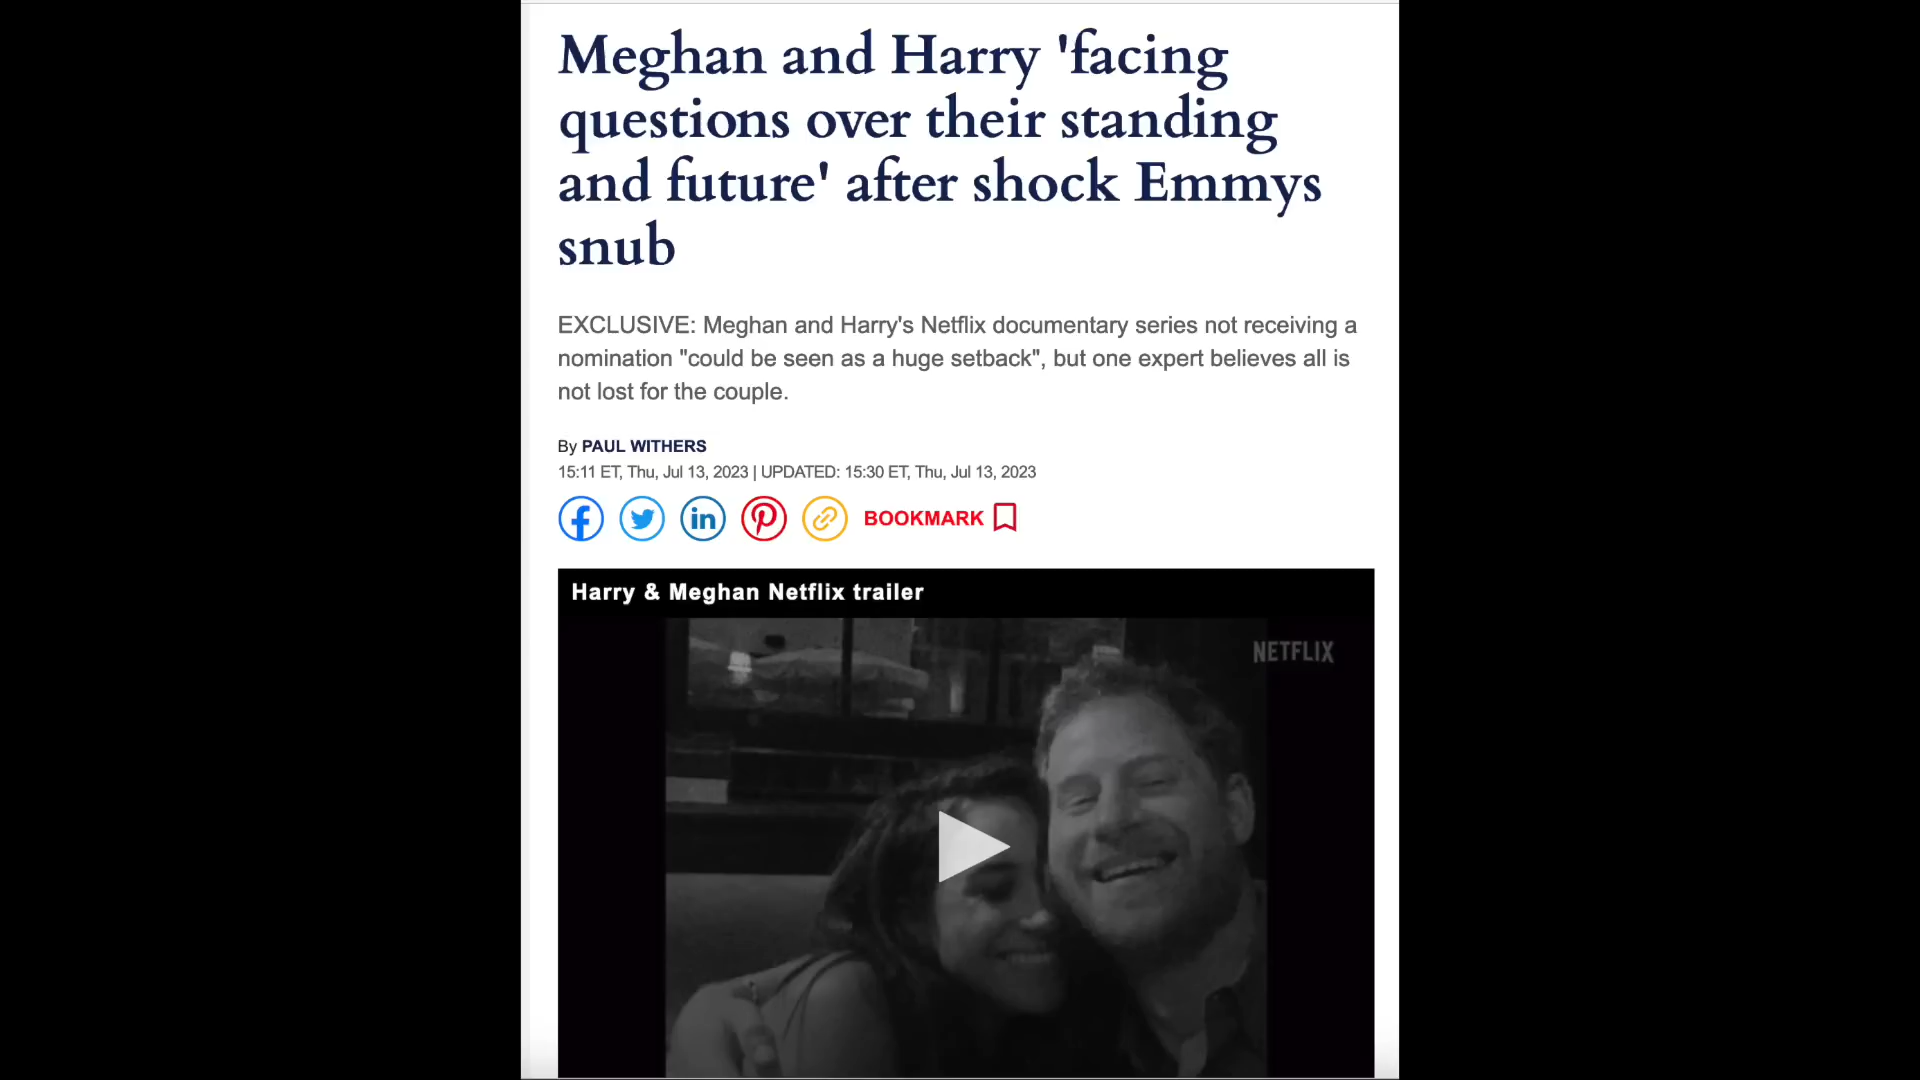 Meghan and Harry 'facing
questions over their standing
and future' after shock Emmys
snub
EXCLUSIVE: Meghan and Harry's Netflix documentary series not receiving a
nomination "could be seen as a huge setback", but one expert believes all is
not lost for the couple.
By PAUL WITHERS
15:11 ET, Thu, Jul 13, 2023 | UPDATED: 15:30 ET, Thu, Jul 13, 2023
BOOKMARK
Harry & Meghan Netflix trailer
NETFLIX